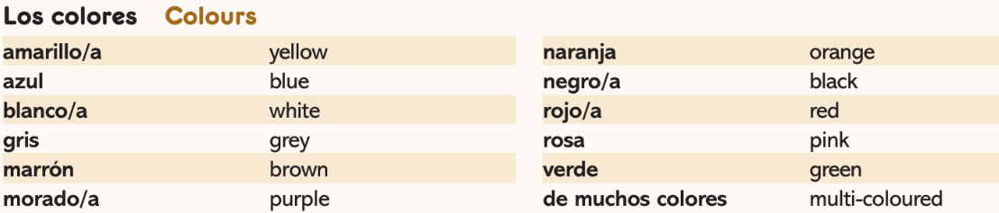 Los colores Colours
amarillo/a yellow
azul blue
blanco/a white
gris grey
marrón brown
morado/a purple
naranja orange
negro/a black
rojo/a red
rosa pink
verde green
de muchos colores multi-coloured